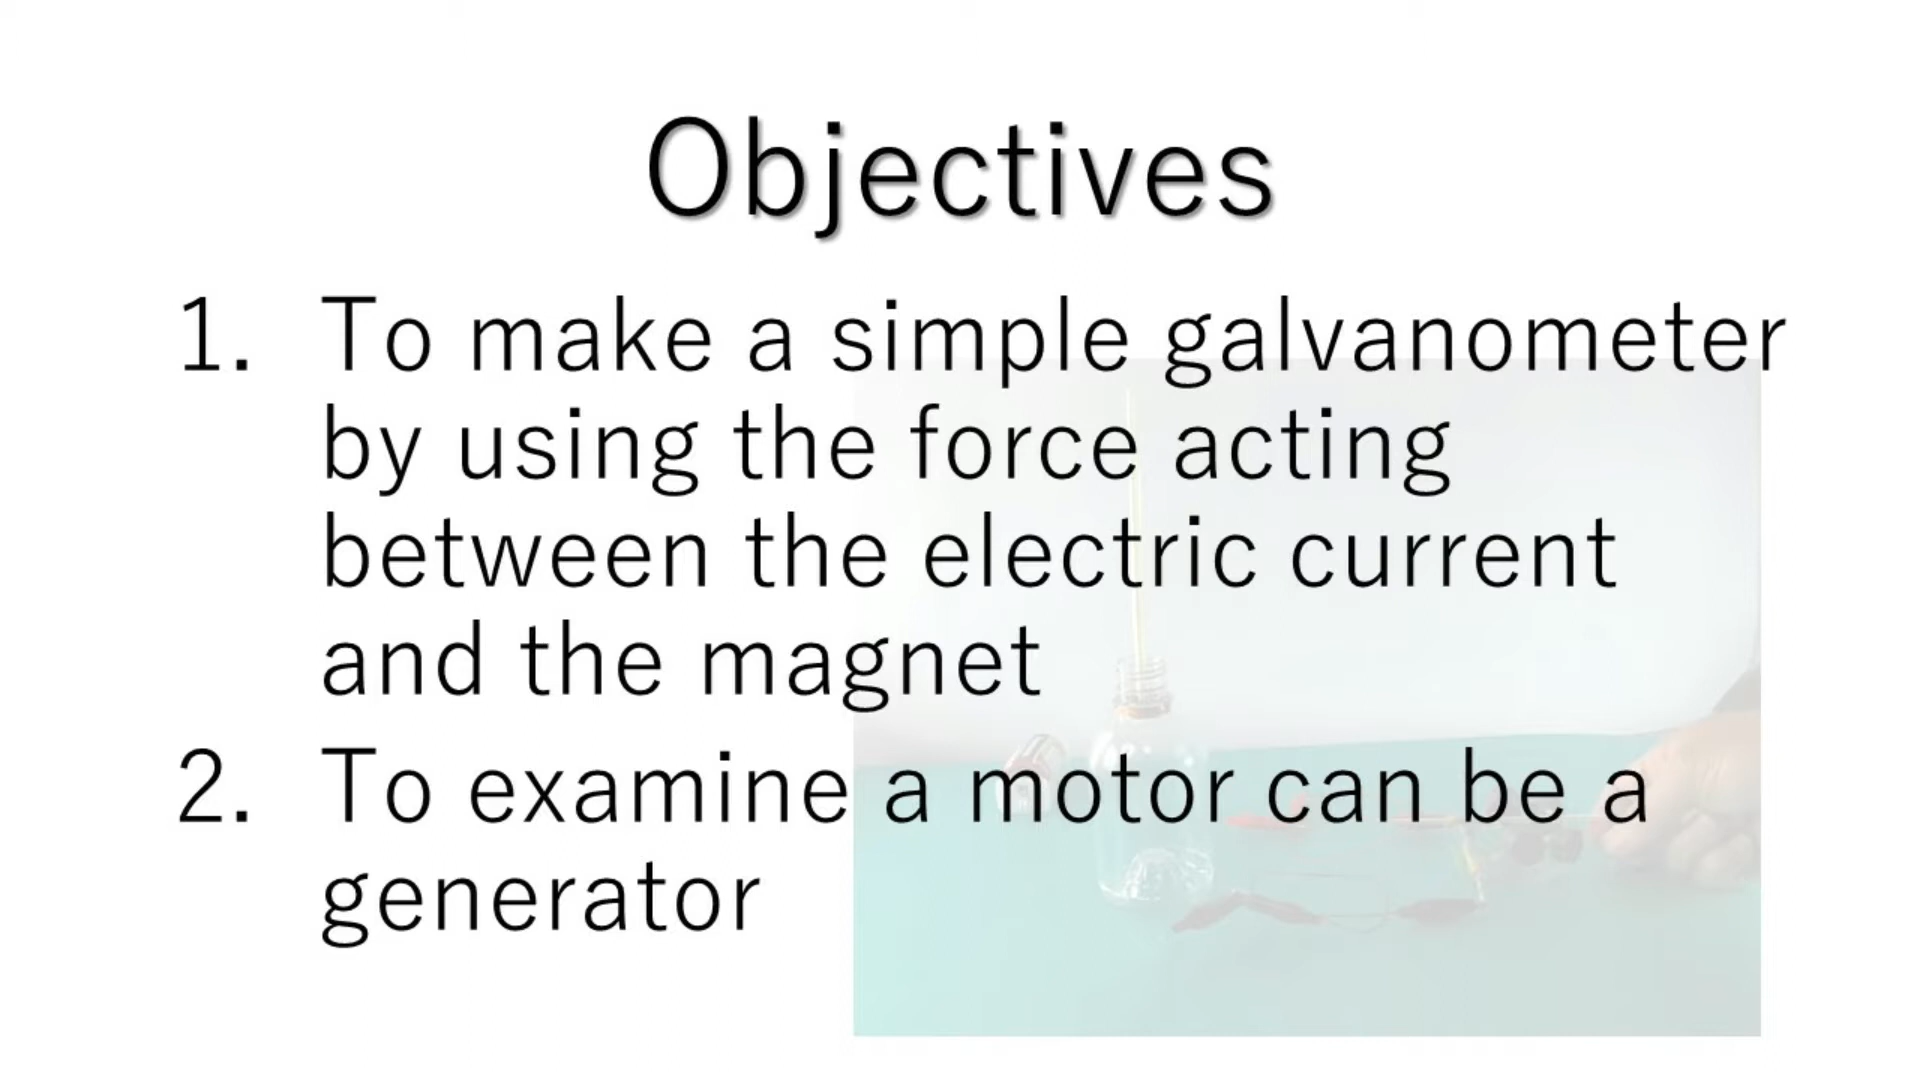 Objectives
1. To make a simple galvanometer
by using the force acting
between the electric current
and the magnet
2. To examine a motor can be a
generator